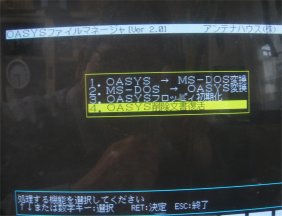 OASYSファイルマネージャ[Ver 2.0] アンテナハウス(株)
1. OASYS → MS-DOS変換
2. MS-DOS → OASYS変換
3. OASYSフロッピィ初期化
4. OASYS削除文書復活
処理する機能を選択してください
↑↓または数字キー:選択 RET:決定 ESC:終了